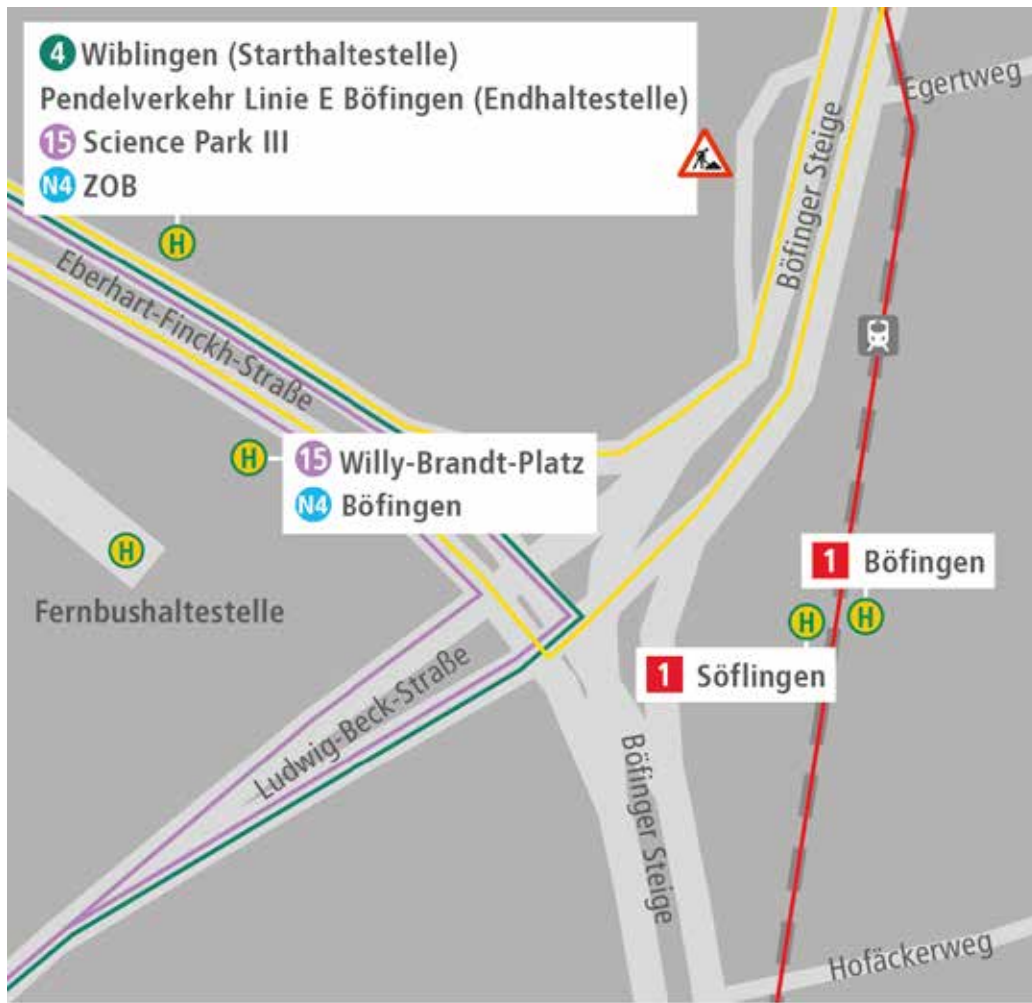 4 Wiblingen (Starthaltestelle)
Pendelverkehr Linie E Böfingen (Endhaltestelle)
15 Science Park III
N4 ZOB
Egertweg
Böfinger Steige
H
Eberhart-Finckh-Straße
H
15 Willy-Brandt-Platz
N4 Böfingen
H
Fernbushaltestelle
1 Böfingen
H
H
1 Söflingen
Ludwig-Beck-Straße
Böfinger Steige
Hofäckerweg